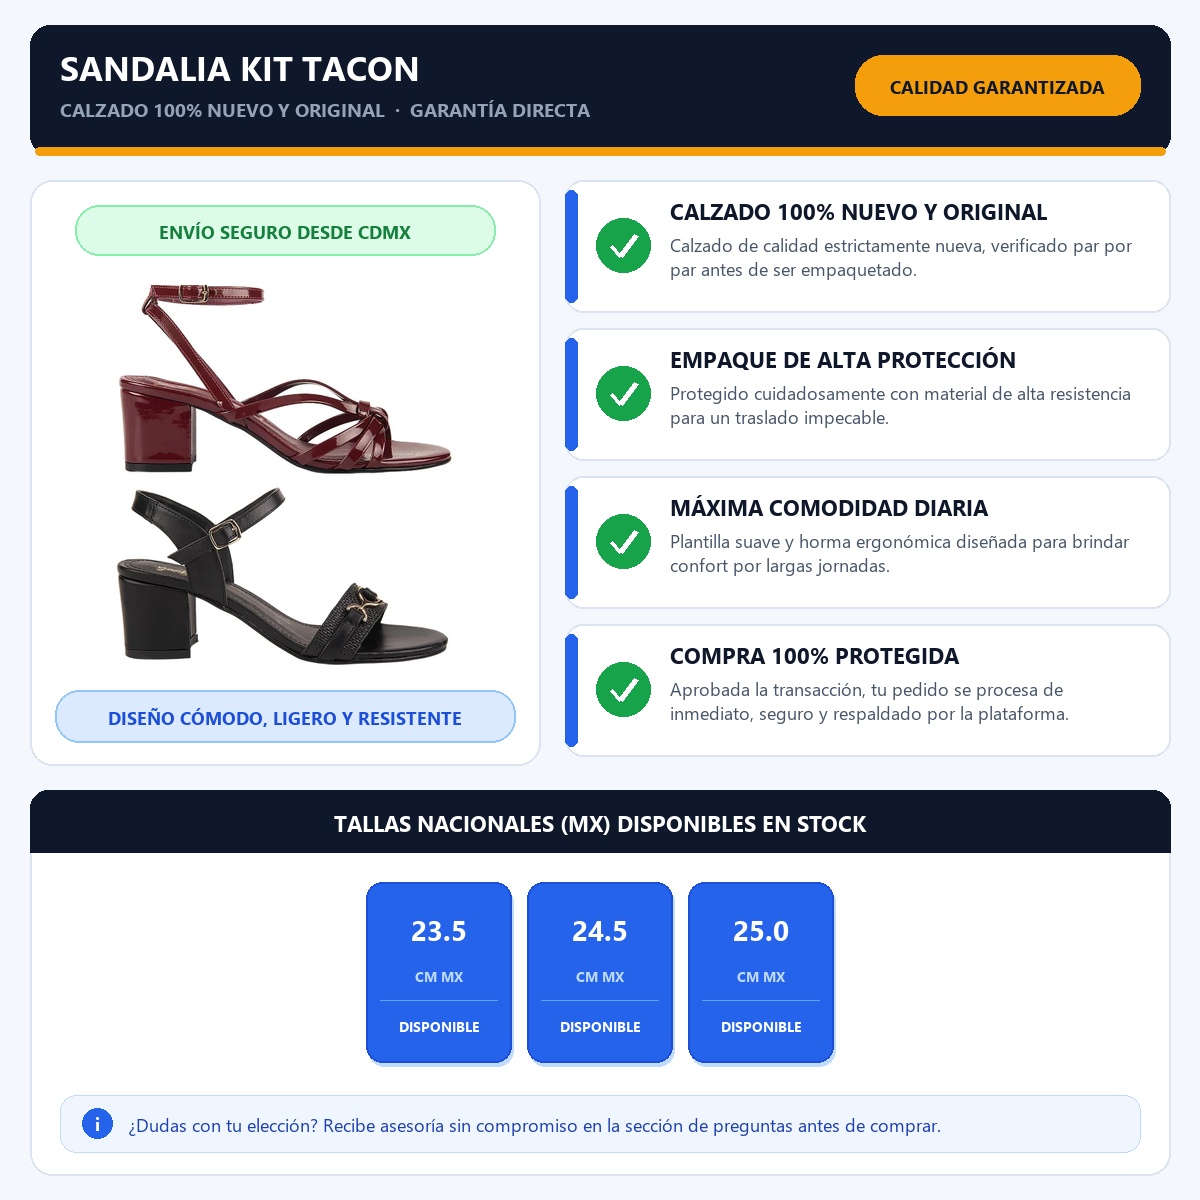 SANDALIA KIT TACON
CALZADO 100% NUEVO Y ORIGINAL · GARANTÍA DIRECTA
CALIDAD GARANTIZADA
ENVÍO SEGURO DESDE CDMX
DISEÑO CÓMODO, LIGERO Y RESISTENTE
CALZADO 100% NUEVO Y ORIGINAL
Calzado de calidad estrictamente nueva, verificado par por
par antes de ser empaquetado.
EMPAQUE DE ALTA PROTECCIÓN
Protegido cuidadosamente con material de alta resistencia
para un traslado impecable.
MÁXIMA COMODIDAD DIARIA
Plantilla suave y horma ergonómica diseñada para brindar
confort por largas jornadas.
COMPRA 100% PROTEGIDA
Aprobada la transacción, tu pedido se procesa de
inmediato, seguro y respaldado por la plataforma.
TALLAS NACIONALES (MX) DISPONIBLES EN STOCK
23.5
CM MX
DISPONIBLE
24.5
CM MX
DISPONIBLE
25.0
CM MX
DISPONIBLE
¿Dudas con tu elección? Recibe asesoría sin compromiso en la sección de preguntas antes de comprar.